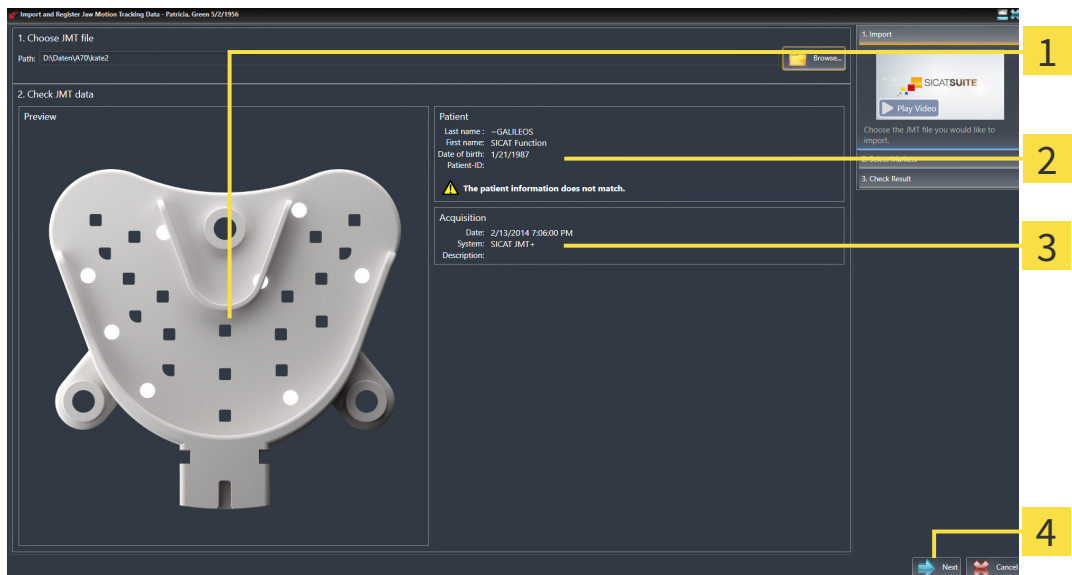 Import and Register Jaw Motion Tracking Data - Patricia, Green 5/2/1956
1. Choose JMT file
Path: D:\Daten\A70\kate2
Browse...
2. Check JMT data
Preview
Patient
Last name : ~GALILEOS
First name: SICAT Function
Date of birth: 1/21/1987
Patient-ID:
The patient information does not match.
Acquisition
Date: 2/13/2014 7:06:00 PM
System: SICAT JMT+
Description:
1. Import
SICATSUITE
Play Video
Choose the JMT file you would like to
import.
2. Select Markers
3. Check Result
Next
Cancel
1
2
3
4